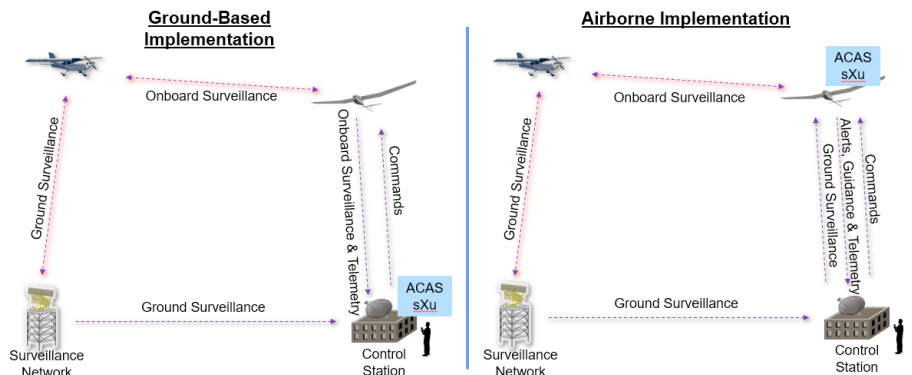 Ground-Based
Implementation
Onboard Surveillance
Ground Surveillance
Onboard Surveillance & Telemetry
Commands
ACAS
sXu
Ground Surveillance
Surveillance
Network
Control
Station
Airborne Implementation
ACAS
sXu
Onboard Surveillance
Ground Surveillance
Ground Surveillance
Alerts, Guidance & Telemetry
Commands
Ground Surveillance
Surveillance
Network
Control
Station